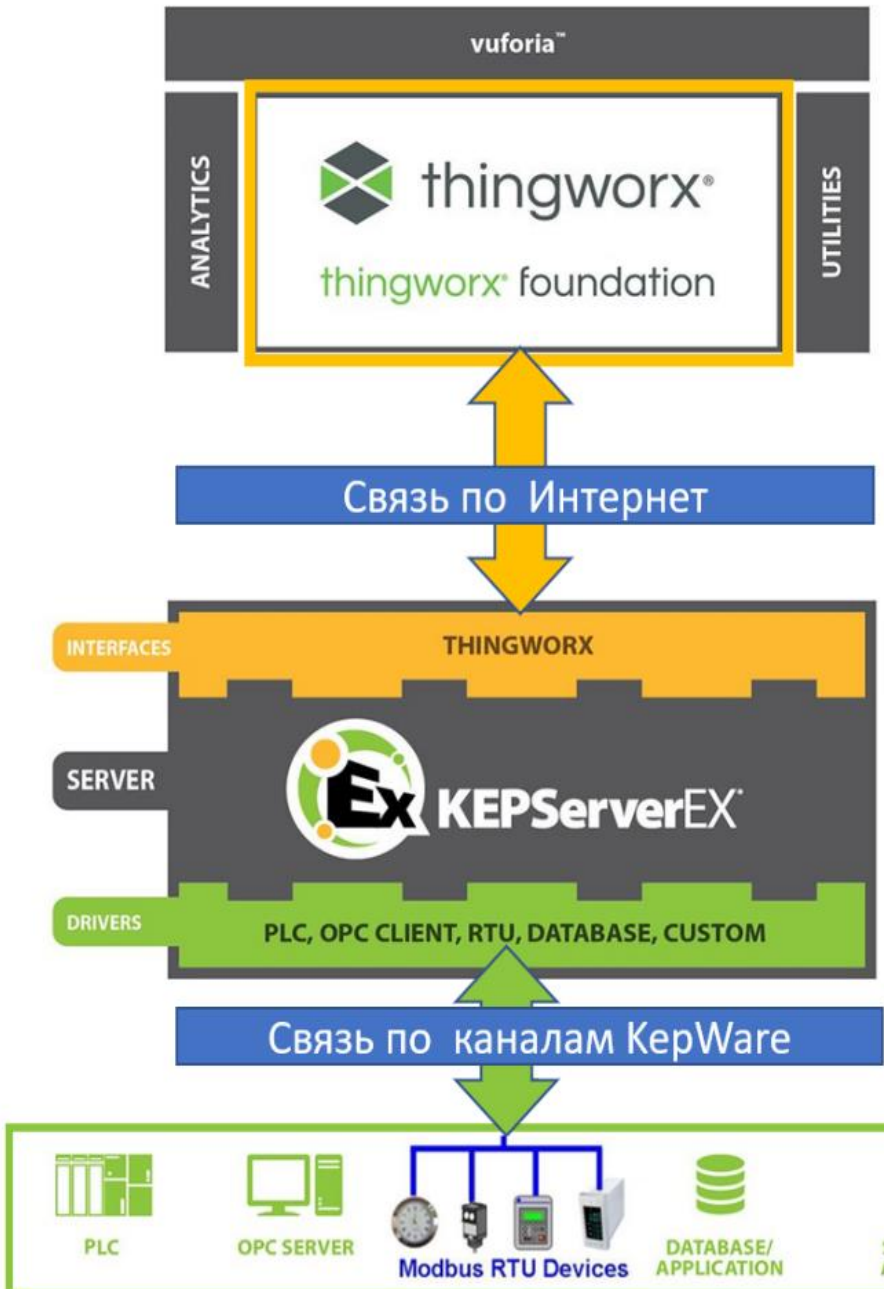 vuforia™
ANALYTICS
thingworx®
thingworx® foundation
UTILITIES
Связь по Интернет
INTERFACES
THINGWORX
SERVER
Ex KEPServerEX
DRIVERS
PLC, OPC CLIENT, RTU, DATABASE, CUSTOM
Связь по каналам KepWare
PLC
OPC SERVER
Modbus RTU Devices
DATABASE/
APPLICATION